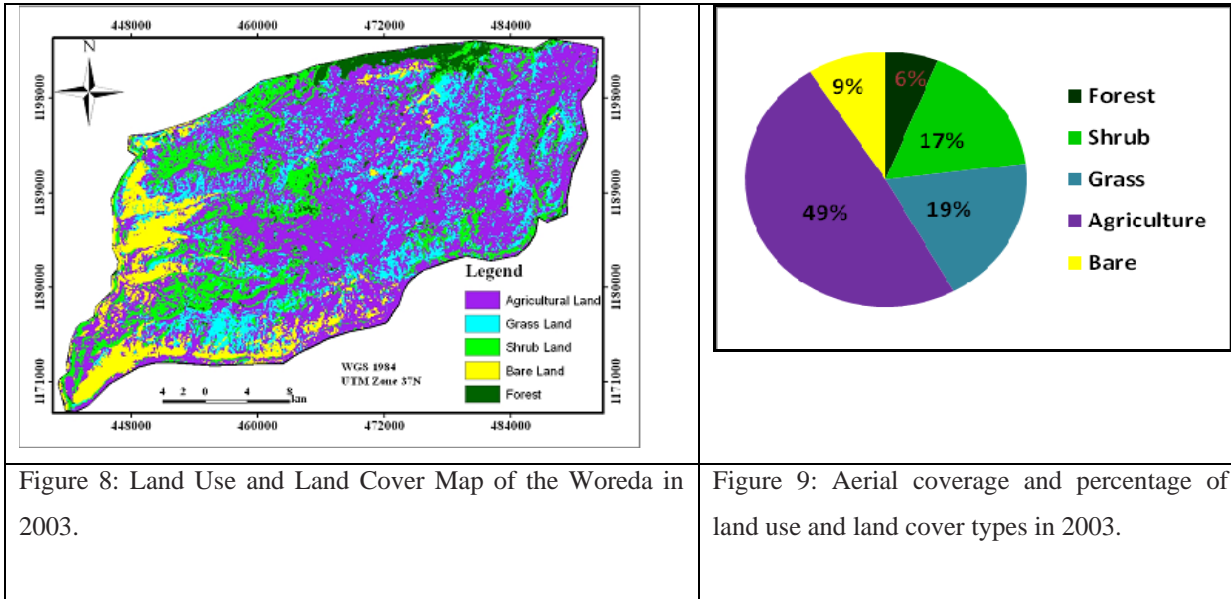 448000 460000 472000 484000
N
1198000
1189000
1180000
1171000
1198000
1189000
1180000
1171000
Legend
Agricultural Land
Grass Land
Shrub Land
Bare Land
Forest
WGS 1984
UTM Zone 37N
4 2 0 4 8
km
448000 460000 472000 484000
Figure 8: Land Use and Land Cover Map of the Woreda in
2003.
6%
17%
19%
49%
9%
Forest
Shrub
Grass
Agriculture
Bare
Figure 9: Aerial coverage and percentage of
land use and land cover types in 2003.